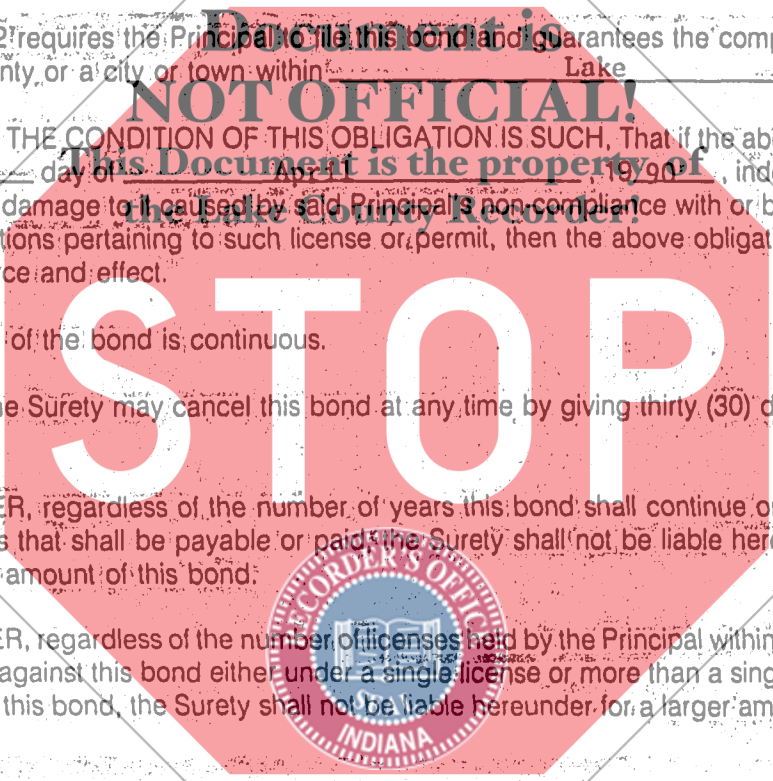 Document is
2 requires the Principal to file this bond and guarantees the comp
nty or a city or town within Lake
NOT OFFICIAL!
THE CONDITION OF THIS OBLIGATION IS SUCH, That if the abo
This Document is the property of
day of April 19 90 , inde
the Lake County Recorder!
damage to it caused by said Principal's non-compliance with or b
tions pertaining to such license or permit, then the above obligat
ce and effect.
STOP
of the bond is continuous.
e Surety may cancel this bond at any time by giving thirty (30) d
ER, regardless of the number of years this bond shall continue o
s that shall be payable or paid, the Surety shall not be liable here
amount of this bond.
ER, regardless of the number of licenses held by the Principal within
against this bond either under a single license or more than a sing
this bond, the Surety shall not be liable hereunder for a larger am
RECORDER'S OFFICE
SEAL
INDIANA